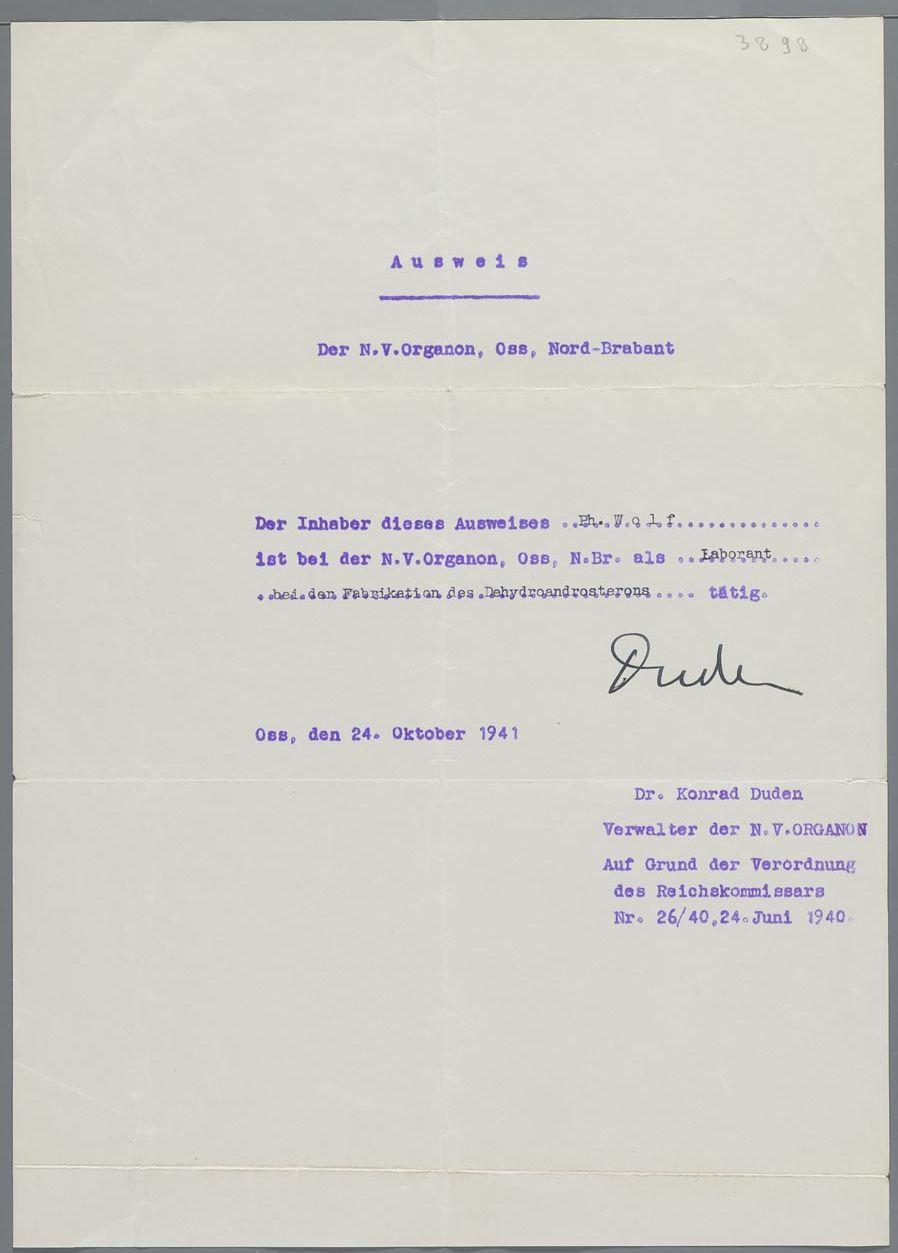 3898
Ausweis
Der N.V.Organon, Oss, Nord-Brabant
Der Inhaber dieses Ausweises ..Ph. Wolf..............
ist bei der N.V.Organon, Oss, N.Br. als ..Laborant.....
..bei der Fabrikation des Dehydroandrosterons.... tätig.
Duden
Oss, den 24. Oktober 1941
Dr. Konrad Duden
Verwalter der N.V.ORGANON
Auf Grund der Verordnung
des Reichskommissars
Nr. 26/40,24.Juni 1940.